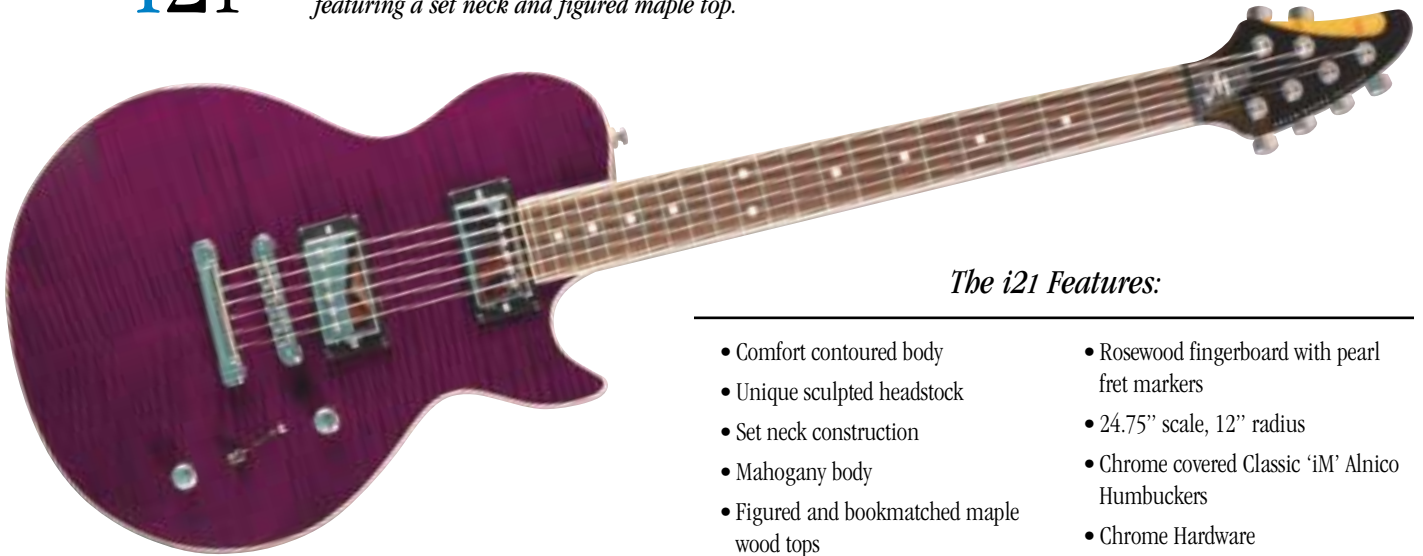 i21
featuring a set neck and figured maple top.
The i21 Features:
• Comfort contoured body
• Unique sculpted headstock
• Set neck construction
• Mahogany body
• Figured and bookmatched maple
wood tops
• Rosewood fingerboard with pearl
fret markers
• 24.75’’ scale, 12’’ radius
• Chrome covered Classic ‘iM’ Alnico
Humbuckers
• Chrome Hardware